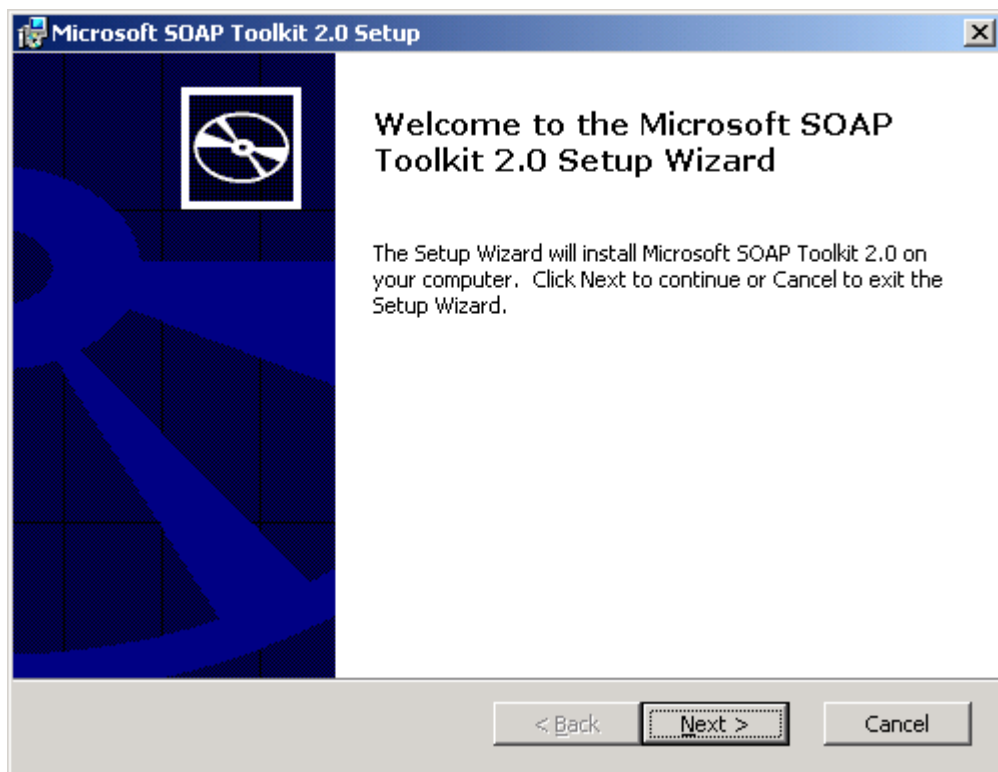 Microsoft SOAP Toolkit 2.0 Setup
Welcome to the Microsoft SOAP
Toolkit 2.0 Setup Wizard
The Setup Wizard will install Microsoft SOAP Toolkit 2.0 on
your computer.  Click Next to continue or Cancel to exit the
Setup Wizard.
< Back
Next >
Cancel